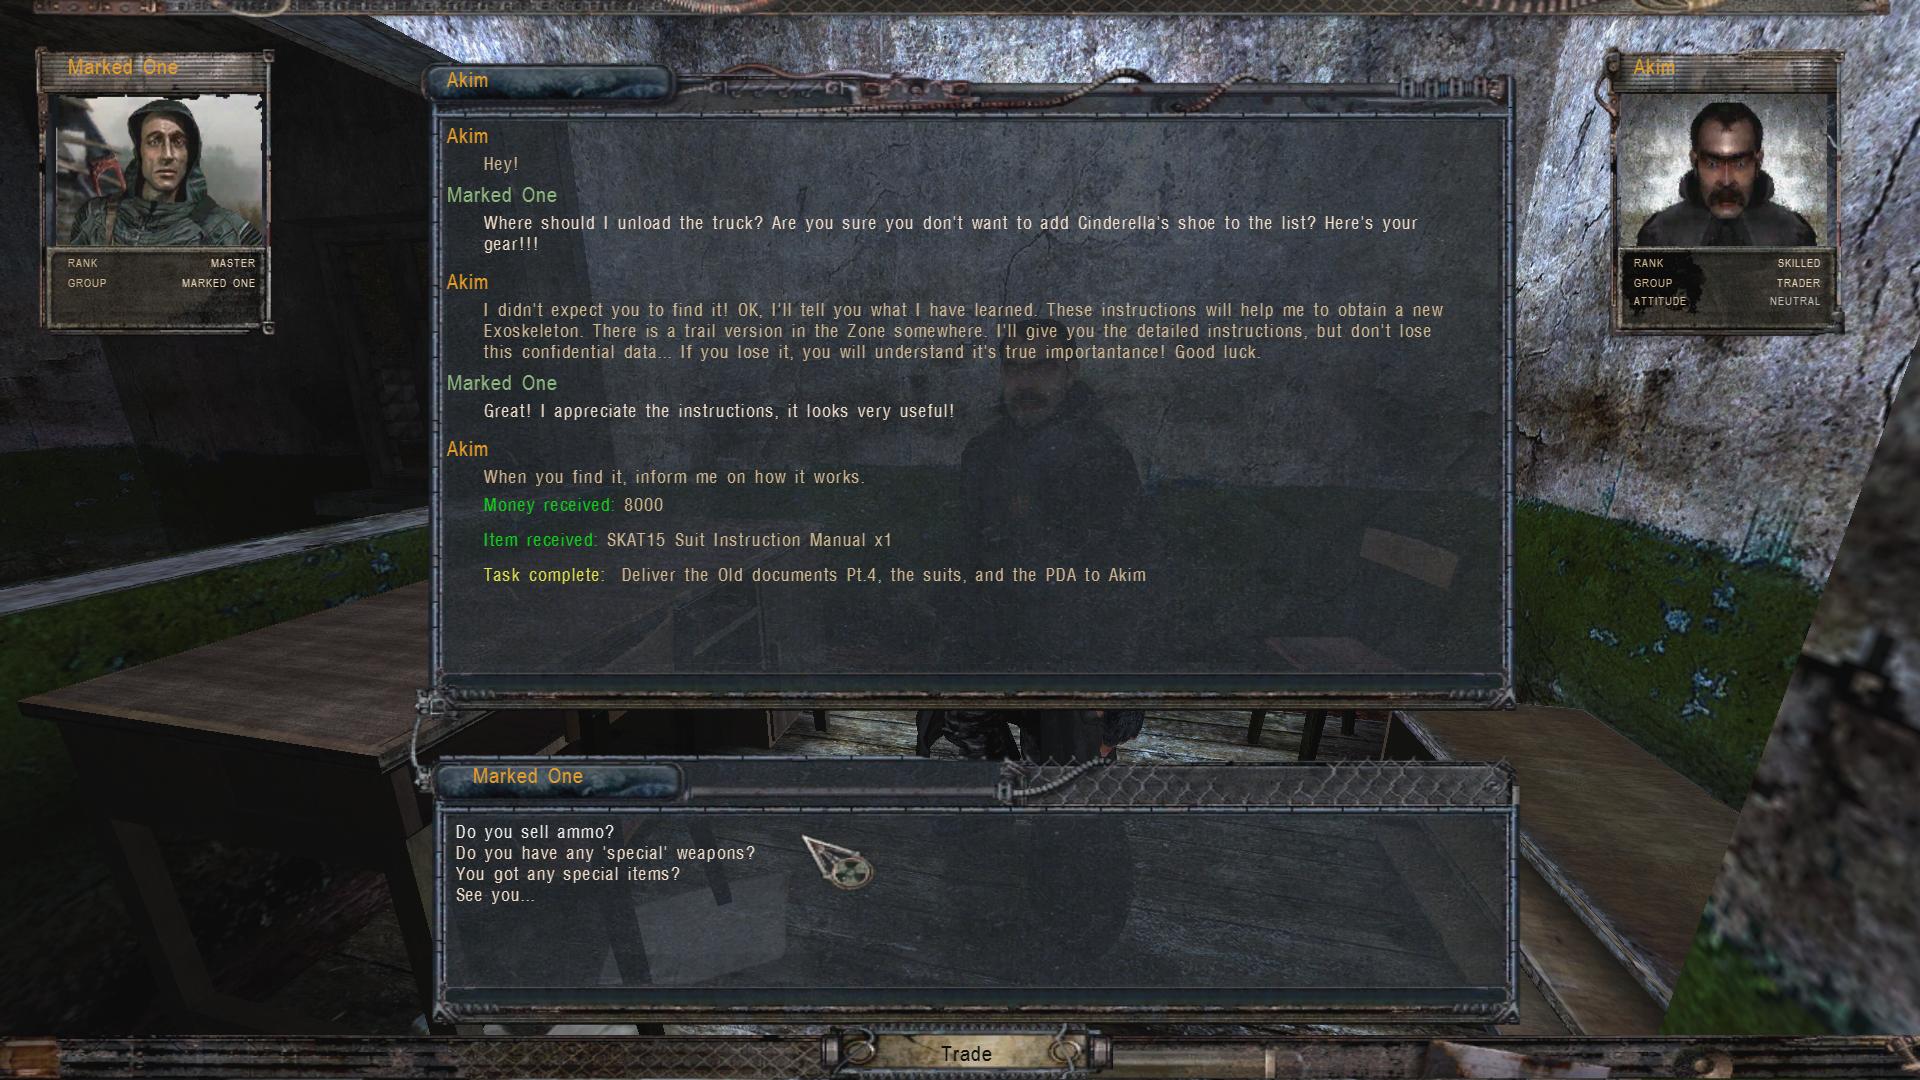 Marked One
RANK MASTER
GROUP MARKED ONE
Akim
Akim
Hey!
Marked One
Where should I unload the truck? Are you sure you don't want to add Cinderella's shoe to the list? Here's your
gear!!!
Akim
I didn't expect you to find it! OK, I'll tell you what I have learned. These instructions will help me to obtain a new
Exoskeleton. There is a trail version in the Zone somewhere. I'll give you the detailed instructions, but don't lose
this confidential data... If you lose it, you will understand it's true importantance! Good luck.
Marked One
Great! I appreciate the instructions, it looks very useful!
Akim
When you find it, inform me on how it works.
Money received: 8000
Item received: SKAT15 Suit Instruction Manual x1
Task complete: Deliver the Old documents Pt.4, the suits, and the PDA to Akim
Akim
RANK SKILLED
GROUP TRADER
ATTITUDE NEUTRAL
Marked One
Do you sell ammo?
Do you have any 'special' weapons?
You got any special items?
See you...
Trade